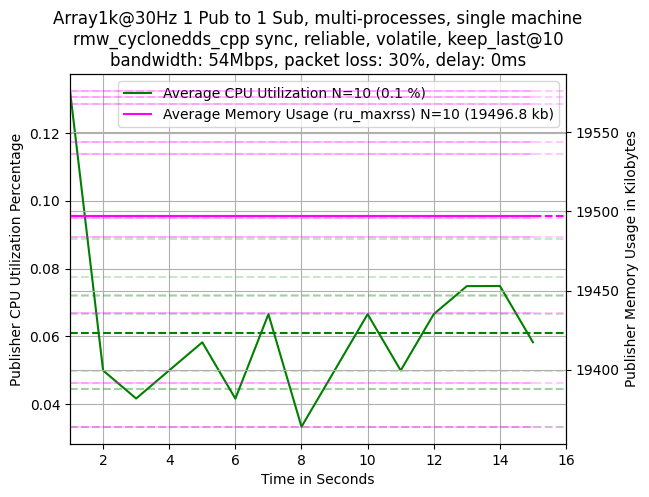 Array1k@30Hz 1 Pub to 1 Sub, multi-processes, single machine
rmw_cyclonedds_cpp sync, reliable, volatile, keep_last@10
bandwidth: 54Mbps, packet loss: 30%, delay: 0ms
Average CPU Utilization N=10 (0.1 %)
Average Memory Usage (ru_maxrss) N=10 (19496.8 kb)
Publisher CPU Utilization Percentage
0.12
0.10
0.08
0.06
0.04
19550
19500
19450
19400
Publisher Memory Usage in Kilobytes
2 4 6 8 10 12 14 16
Time in Seconds